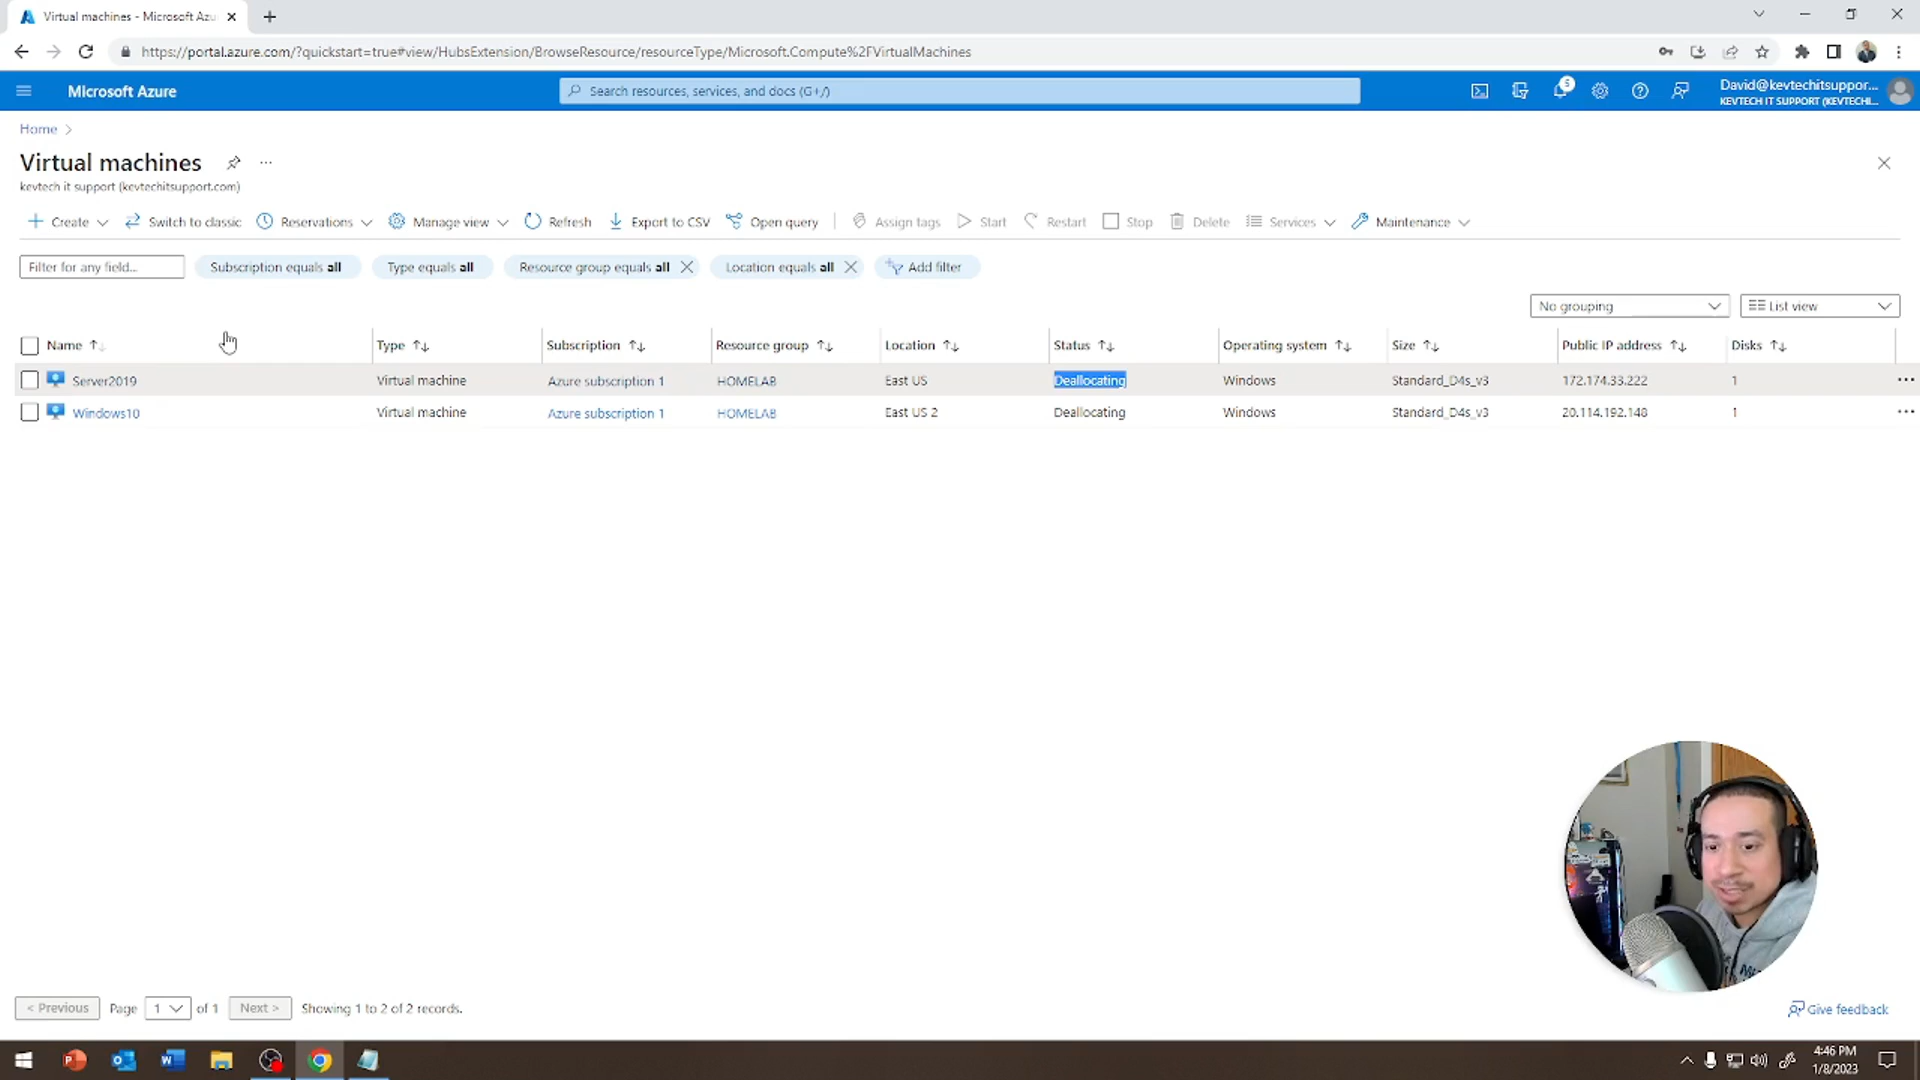 Virtual machines - Microsoft Azu
https://portal.azure.com/?quickstart=true#view/HubsExtension/BrowseResource/resourceType/Microsoft.Compute%2FVirtualMachines
Microsoft Azure
Search resources, services, and docs (G+/)
5
David@kevtechitsuppor...
KEVTECH IT SUPPORT (KEVTECHI...
Home >
Virtual machines
...
kevtech it support (kevtechitsupport.com)
Create
Switch to classic
Reservations
Manage view
Refresh
Export to CSV
Open query
Assign tags
Start
Restart
Stop
Delete
Services
Maintenance
Filter for any field...
Subscription equals all
Type equals all
Resource group equals all
Location equals all
Add filter
No grouping
List view
Name Type Subscription Resource group Location Status Operating system Size Public IP address Disks
Server2019 Virtual machine Azure subscription 1 HOMELAB East US Deallocating Windows Standard_D4s_v3 172.174.33.222 1 ...
Windows10 Virtual machine Azure subscription 1 HOMELAB East US 2 Deallocating Windows Standard_D4s_v3 20.114.192.148 1 ...
< Previous Page 1 of 1 Next > Showing 1 to 2 of 2 records.
Give feedback
4:46 PM
1/8/2023